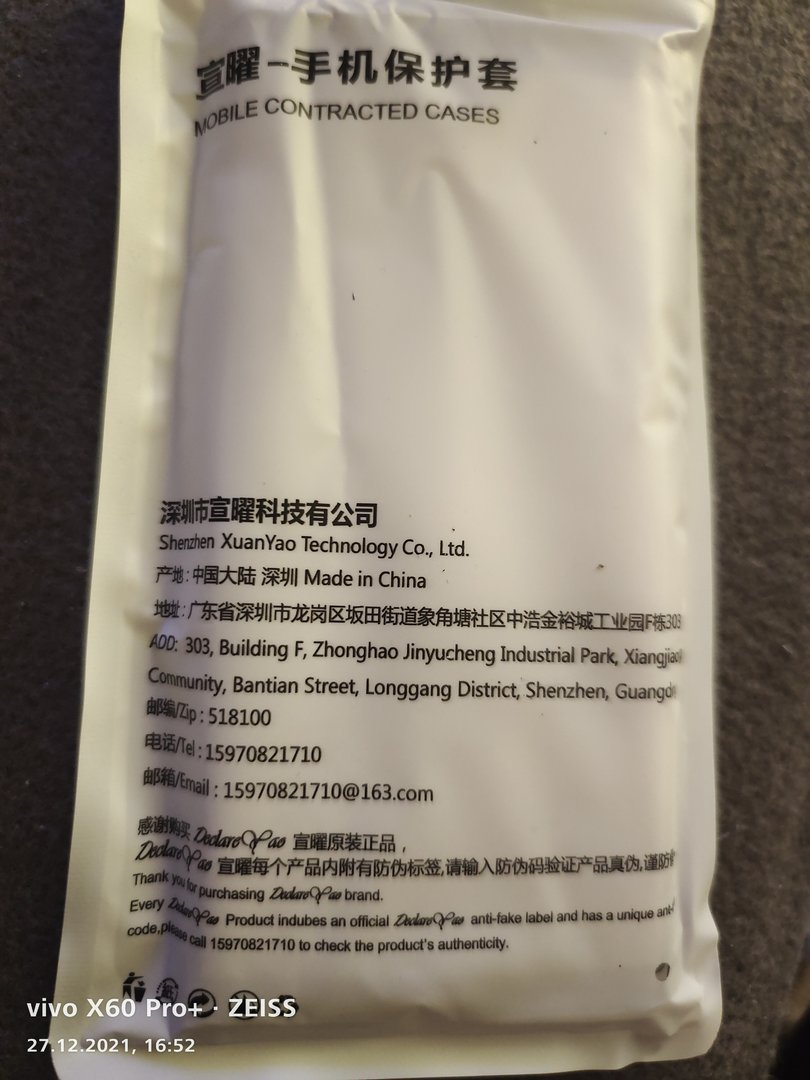 宣曜-手机保护套
MOBILE CONTRACTED CASES
深圳市宣曜科技有公司
Shenzhen XuanYao Technology Co., Ltd.
产地:中国大陆 深圳 Made in China
地址:广东省深圳市龙岗区坂田街道象角塘社区中浩金裕城工业园F栋303
ADD: 303, Building F, Zhonghao Jinyucheng Industrial Park,
Community, Bantian Street, Longgang District, Shenzhen,
邮编/Zip : 518100
电话/Tel : 15970821710
邮箱/Email : 15970821710@163.com
感谢购买 DeclareYao 宣曜原装正品,
DeclareYao 宣曜每个产品内附有防伪标签,请输入防伪码验证产品真伪,谨防
Thank you for purchasing DeclareYao brand.
Every DeclareYao Product indubes an official DeclareYao anti-fake label and has a unique
code,please call 15970821710 to check the product's authenticity.
vivo X60 Pro+ · ZEISS
27.12.2021, 16:52